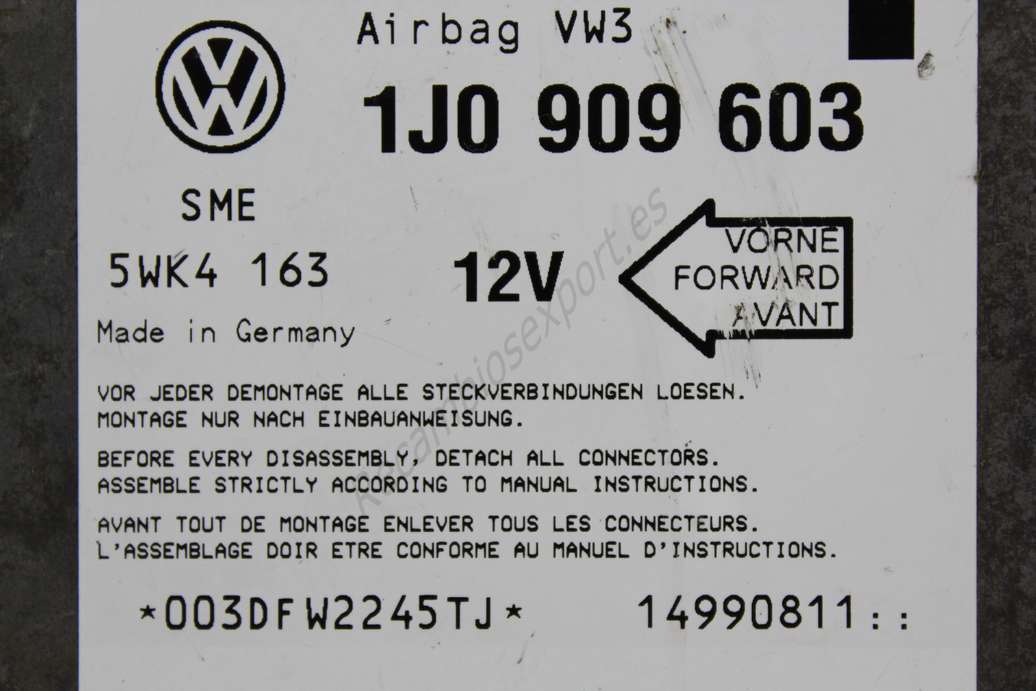 Airbag VW3
1J0 909 603
SME
5WK4 163
12V
VORNE
FORWARD
AVANT
Made in Germany
VOR JEDER DEMONTAGE ALLE STECKVERBINDUNGEN LOESEN.
MONTAGE NUR NACH EINBAUANWEISUNG.
BEFORE EVERY DISASSEMBLY, DETACH ALL CONNECTORS.
ASSEMBLE STRICTLY ACCORDING TO MANUAL INSTRUCTIONS.
AVANT TOUT DE MONTAGE ENLEVER TOUS LES CONNECTEURS.
L'ASSEMBLAGE DOIR ETRE CONFORME AU MANUEL D'INSTRUCTIONS.
*003DFW2245TJ*
14990811::
Recambiosexport.es